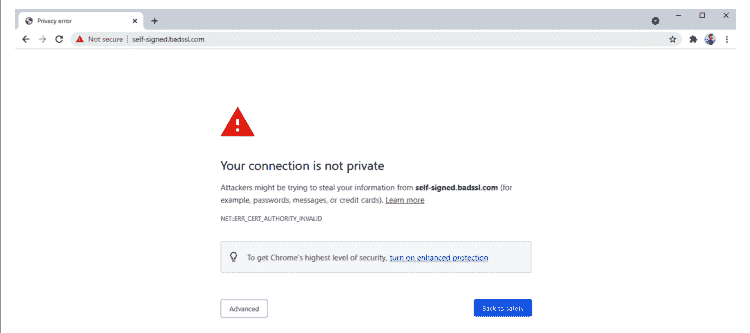 Privacy error
Not secure | self-signed.badssl.com
Your connection is not private
Attackers might be trying to steal your information from self-signed.badssl.com (for
example, passwords, messages, or credit cards). Learn more
NET::ERR_CERT_AUTHORITY_INVALID
To get Chrome's highest level of security, turn on enhanced protection
Advanced
Back to safety